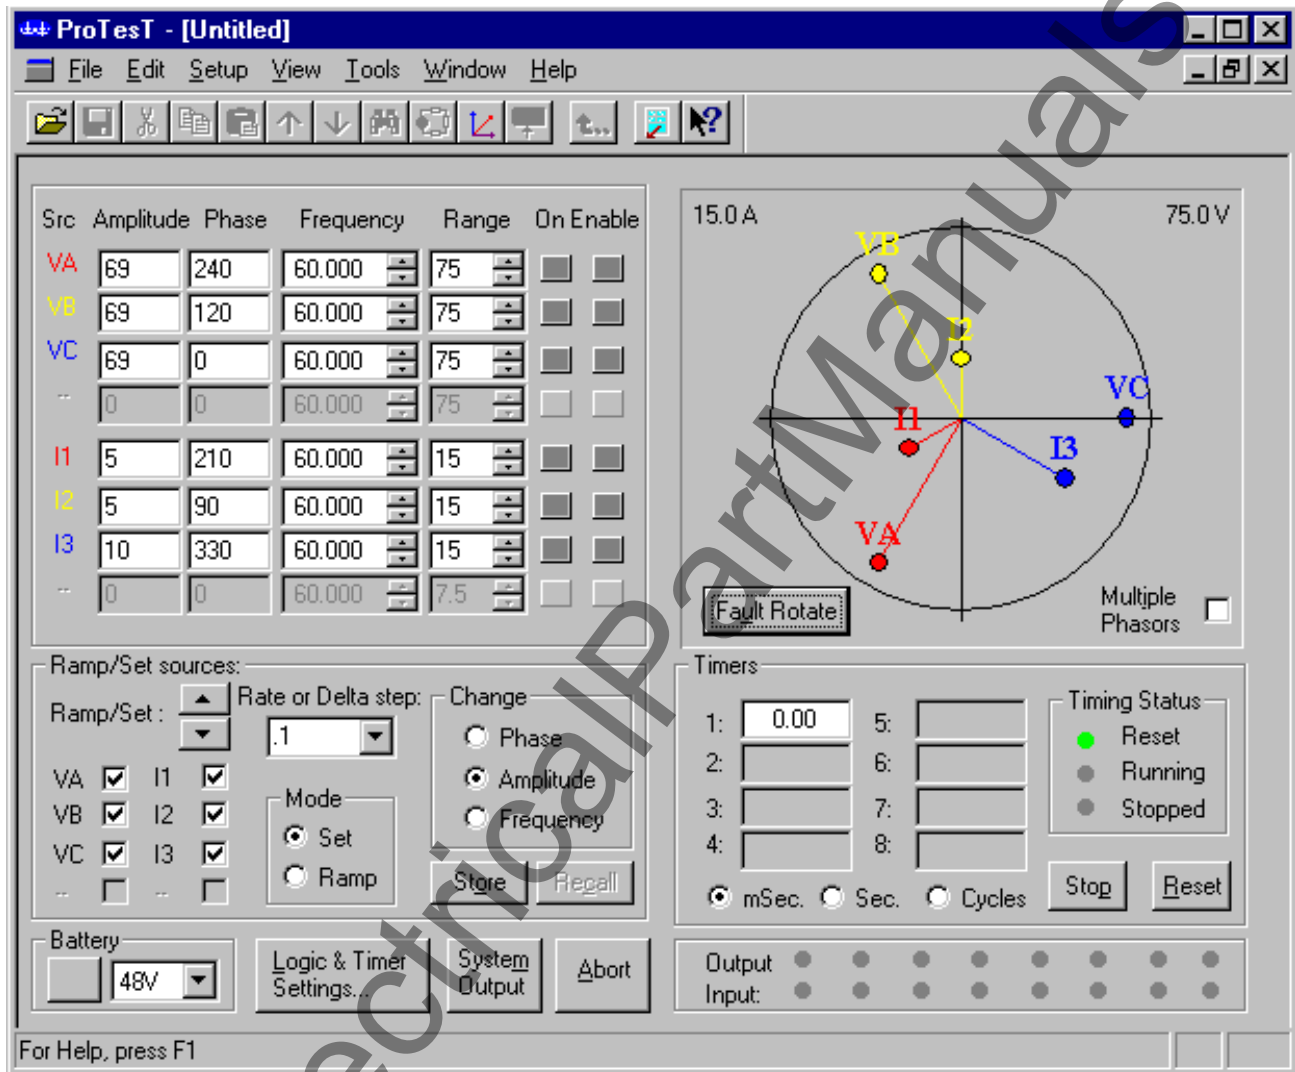 ProTesT - [Untitled]
File Edit Setup View Tools Window Help
Src Amplitude Phase Frequency Range On Enable
VA 69 240 60.000 75
VB 69 120 60.000 75
VC 69 0 60.000 75
-- 0 0 60.000 75
I1 5 210 60.000 15
I2 5 90 60.000 15
I3 10 330 60.000 15
-- 0 0 60.000 7.5
15.0 A 75.0 V
VB
I2
VC
I1
I3
VA
Fault Rotate
Multiple
Phasors
Ramp/Set sources:
Ramp/Set :
Rate or Delta step:
.1
Change
Phase
Amplitude
Frequency
VA I1
VB I2
VC I3
-- --
Mode
Set
Ramp
Store Recall
Timers
1: 0.00 5:
2: 6:
3: 7:
4: 8:
Timing Status
Reset
Running
Stopped
mSec. Sec. Cycles
Stop Reset
Battery
48V
Logic & Timer
Settings...
System
Output
Abort
Output
Input:
For Help, press F1
ectricalPartManuals